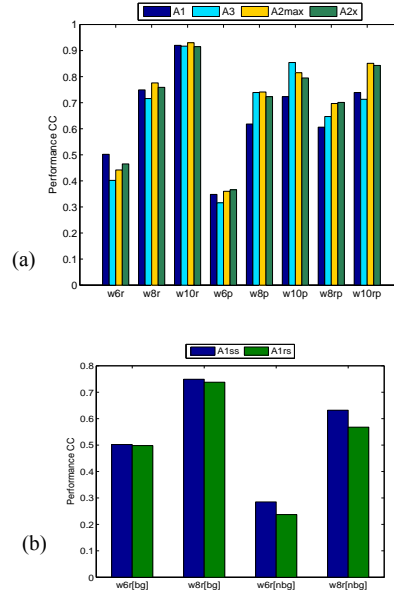 A1 A3 A2max A2x
1
0.9
0.8
0.7
0.6
0.5
0.4
0.3
0.2
0.1
0
Performance CC
w6r w8r w10r w6p w8p w10p w8rp w10rp
(a)
A1ss A1rs
0.8
0.7
0.6
0.5
0.4
0.3
0.2
0.1
0
Performance CC
w6r[bg] w8r[bg] w6r[nbg] w8r[nbg]
(b)